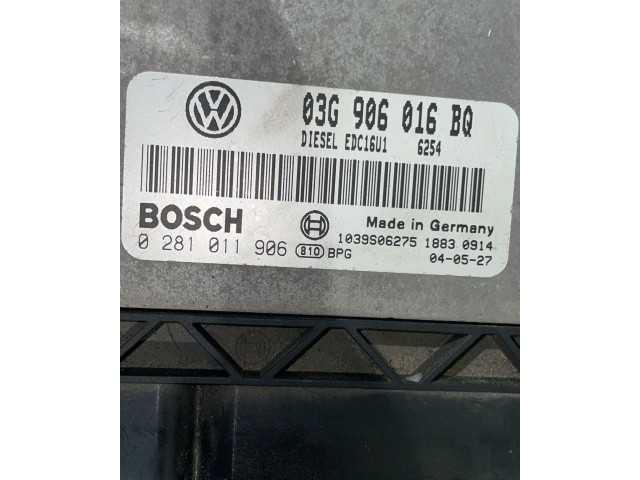 03G 906 016 BQ
DIESEL EDC16U1 6254
BOSCH
Made in Germany
0 281 011 906 810 BPG
1039S06275 1883 0914
04-05-27